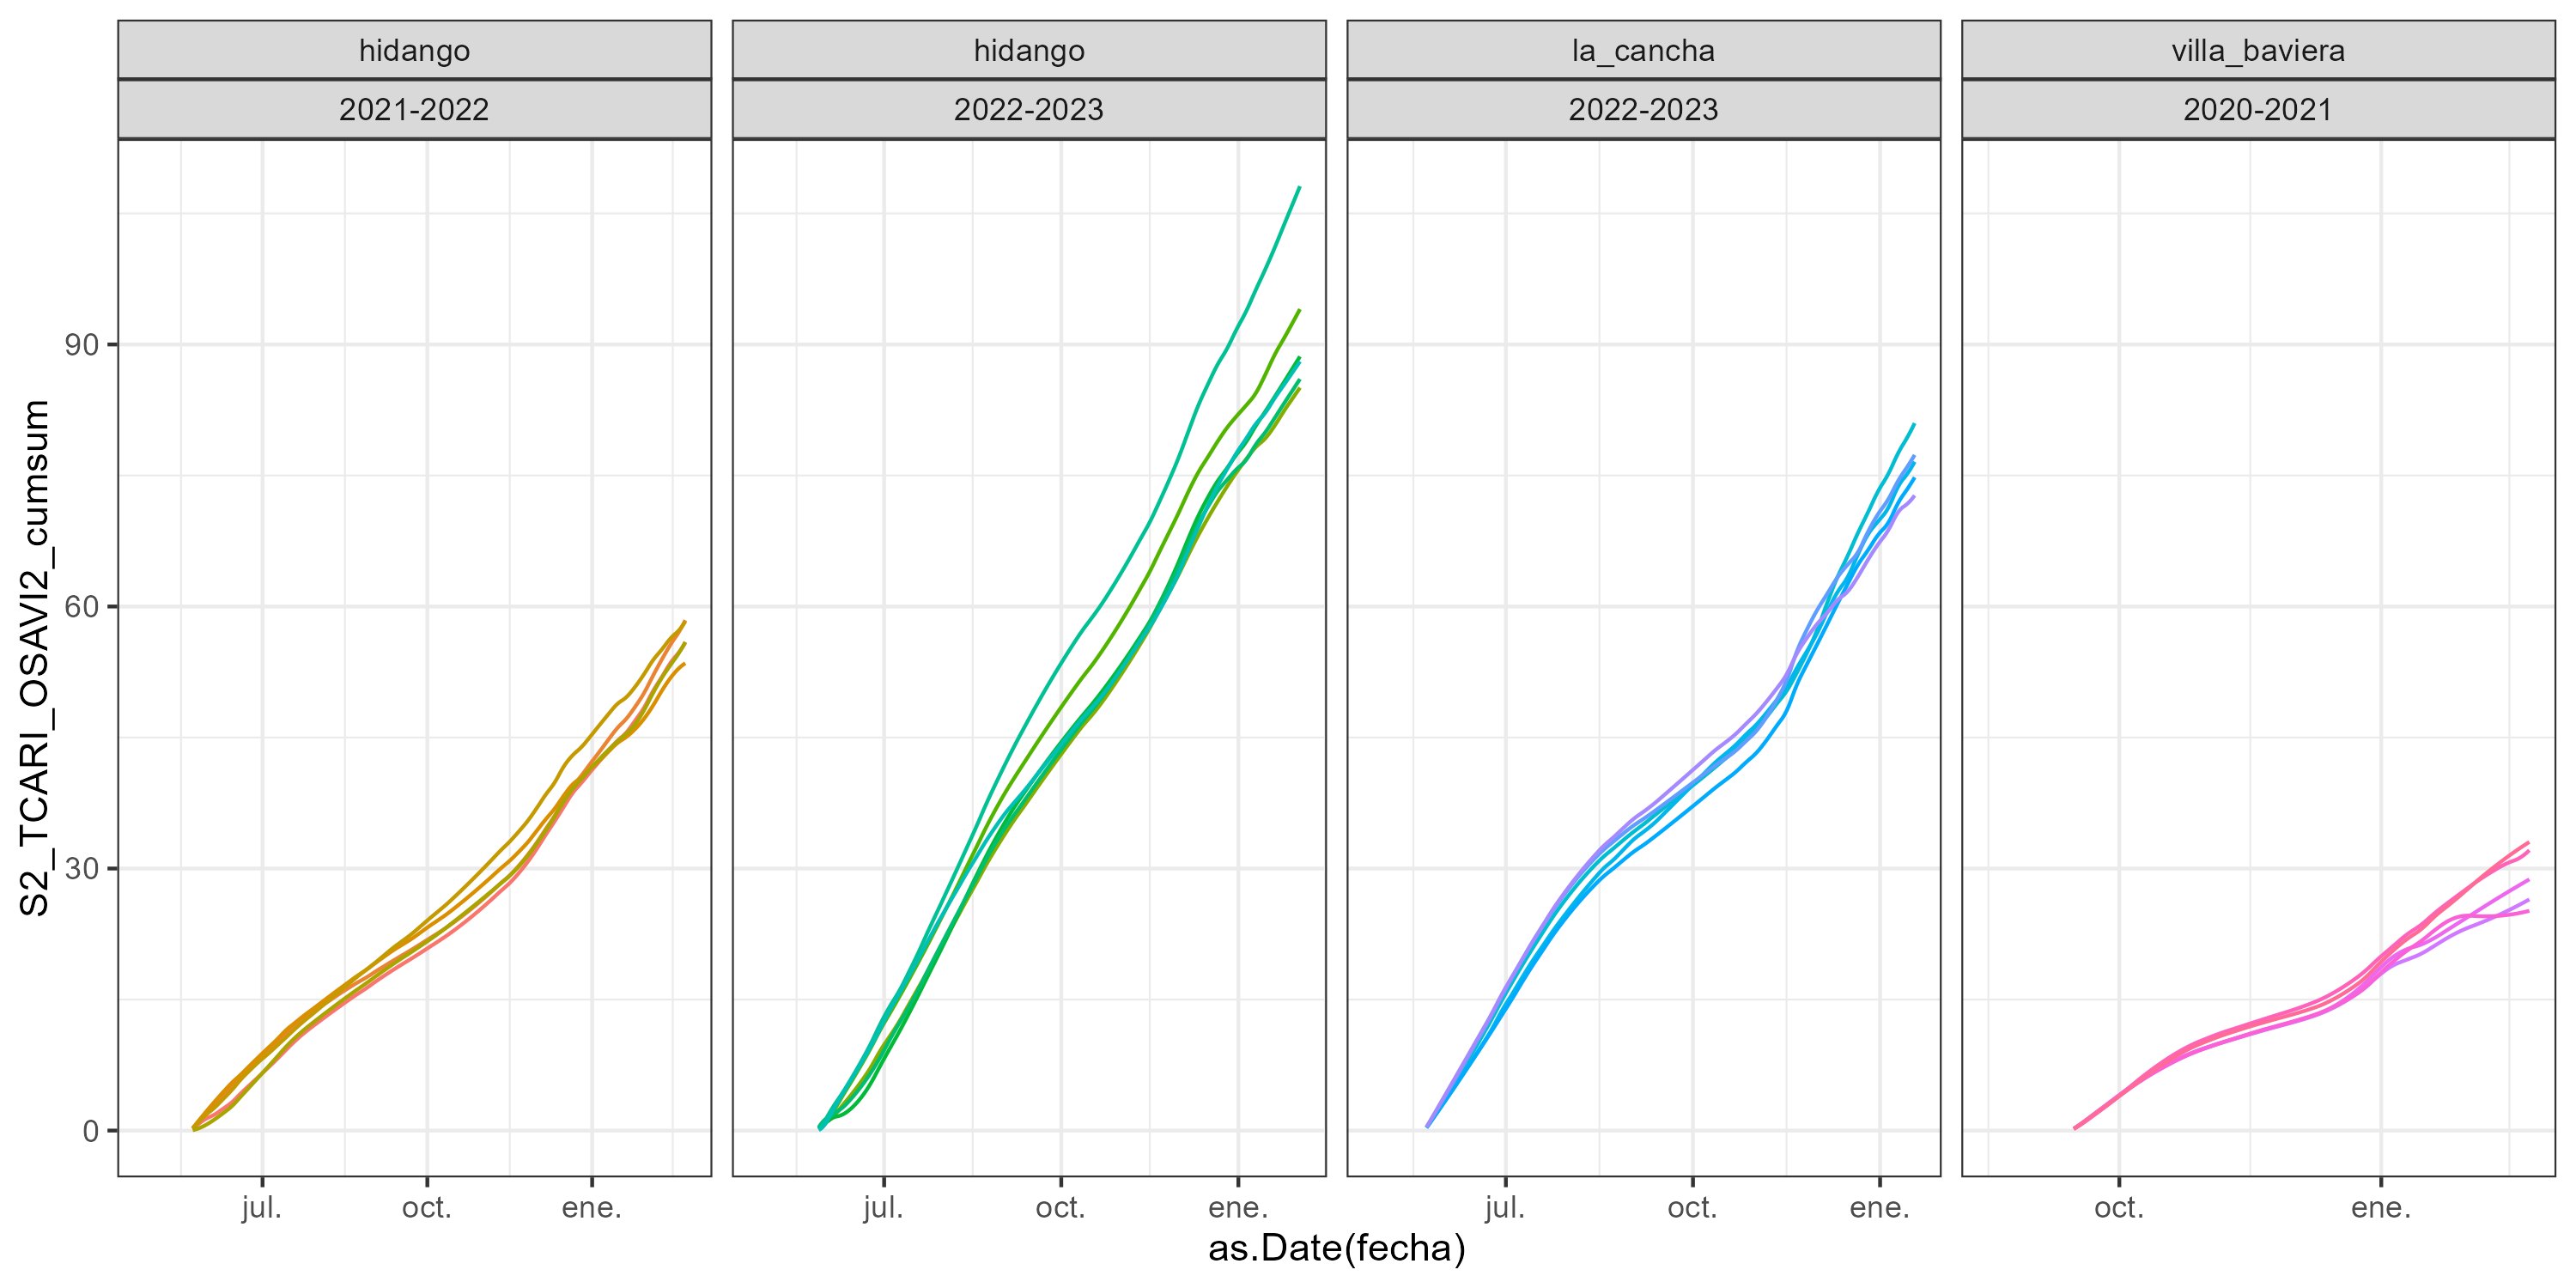 hidango
hidango
la_cancha
villa_baviera
2021-2022
2022-2023
2022-2023
2020-2021
S2_TCARI_OSAVI2_cumsum
90
60
30
0
jul.
oct.
ene.
jul.
oct.
ene.
jul.
oct.
ene.
oct.
ene.
as.Date(fecha)